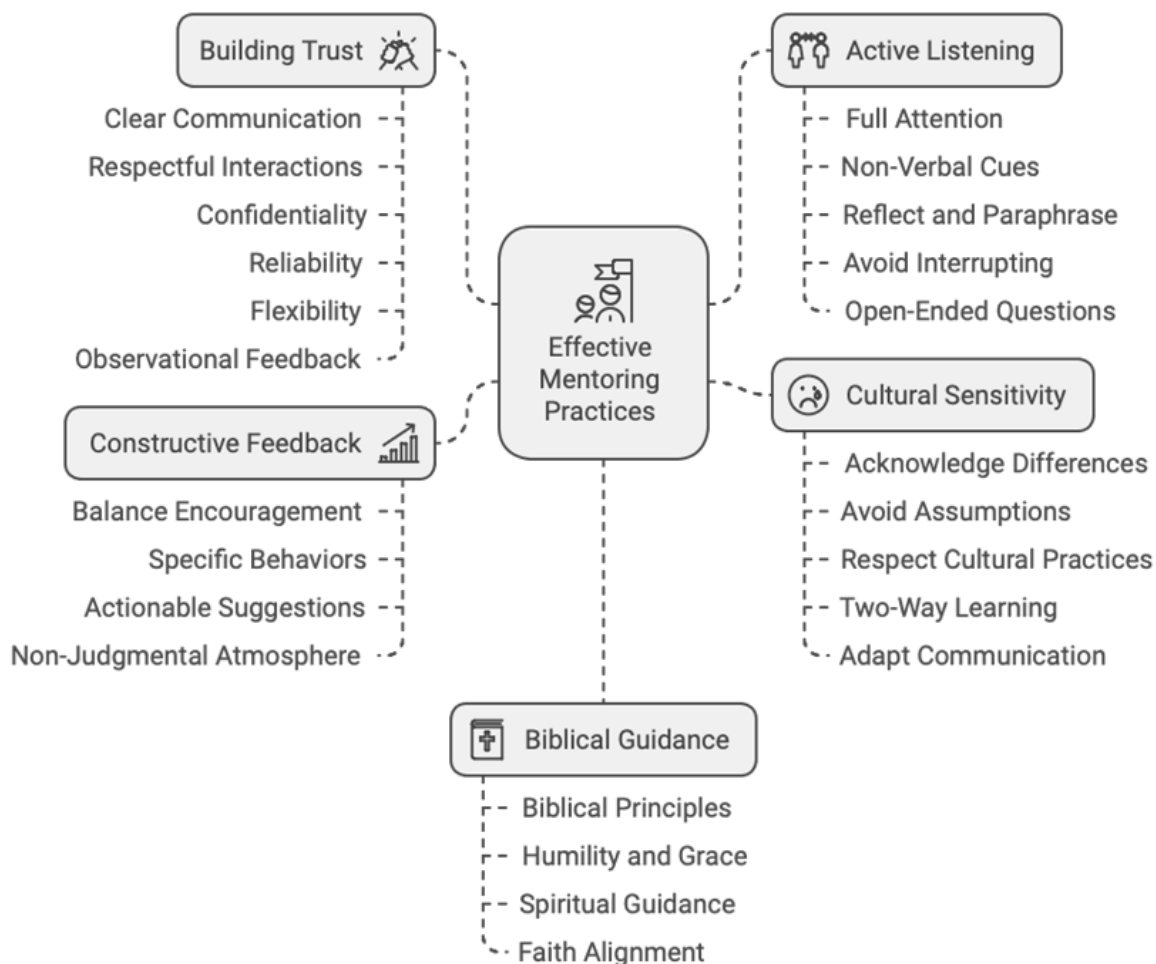 Building Trust
Clear Communication
Respectful Interactions
Confidentiality
Reliability
Flexibility
Observational Feedback
Constructive Feedback
Balance Encouragement
Specific Behaviors
Actionable Suggestions
Non-Judgmental Atmosphere
Effective
Mentoring
Practices
Active Listening
Full Attention
Non-Verbal Cues
Reflect and Paraphrase
Avoid Interrupting
Open-Ended Questions
Cultural Sensitivity
Acknowledge Differences
Avoid Assumptions
Respect Cultural Practices
Two-Way Learning
Adapt Communication
Biblical Guidance
Biblical Principles
Humility and Grace
Spiritual Guidance
Faith Alignment